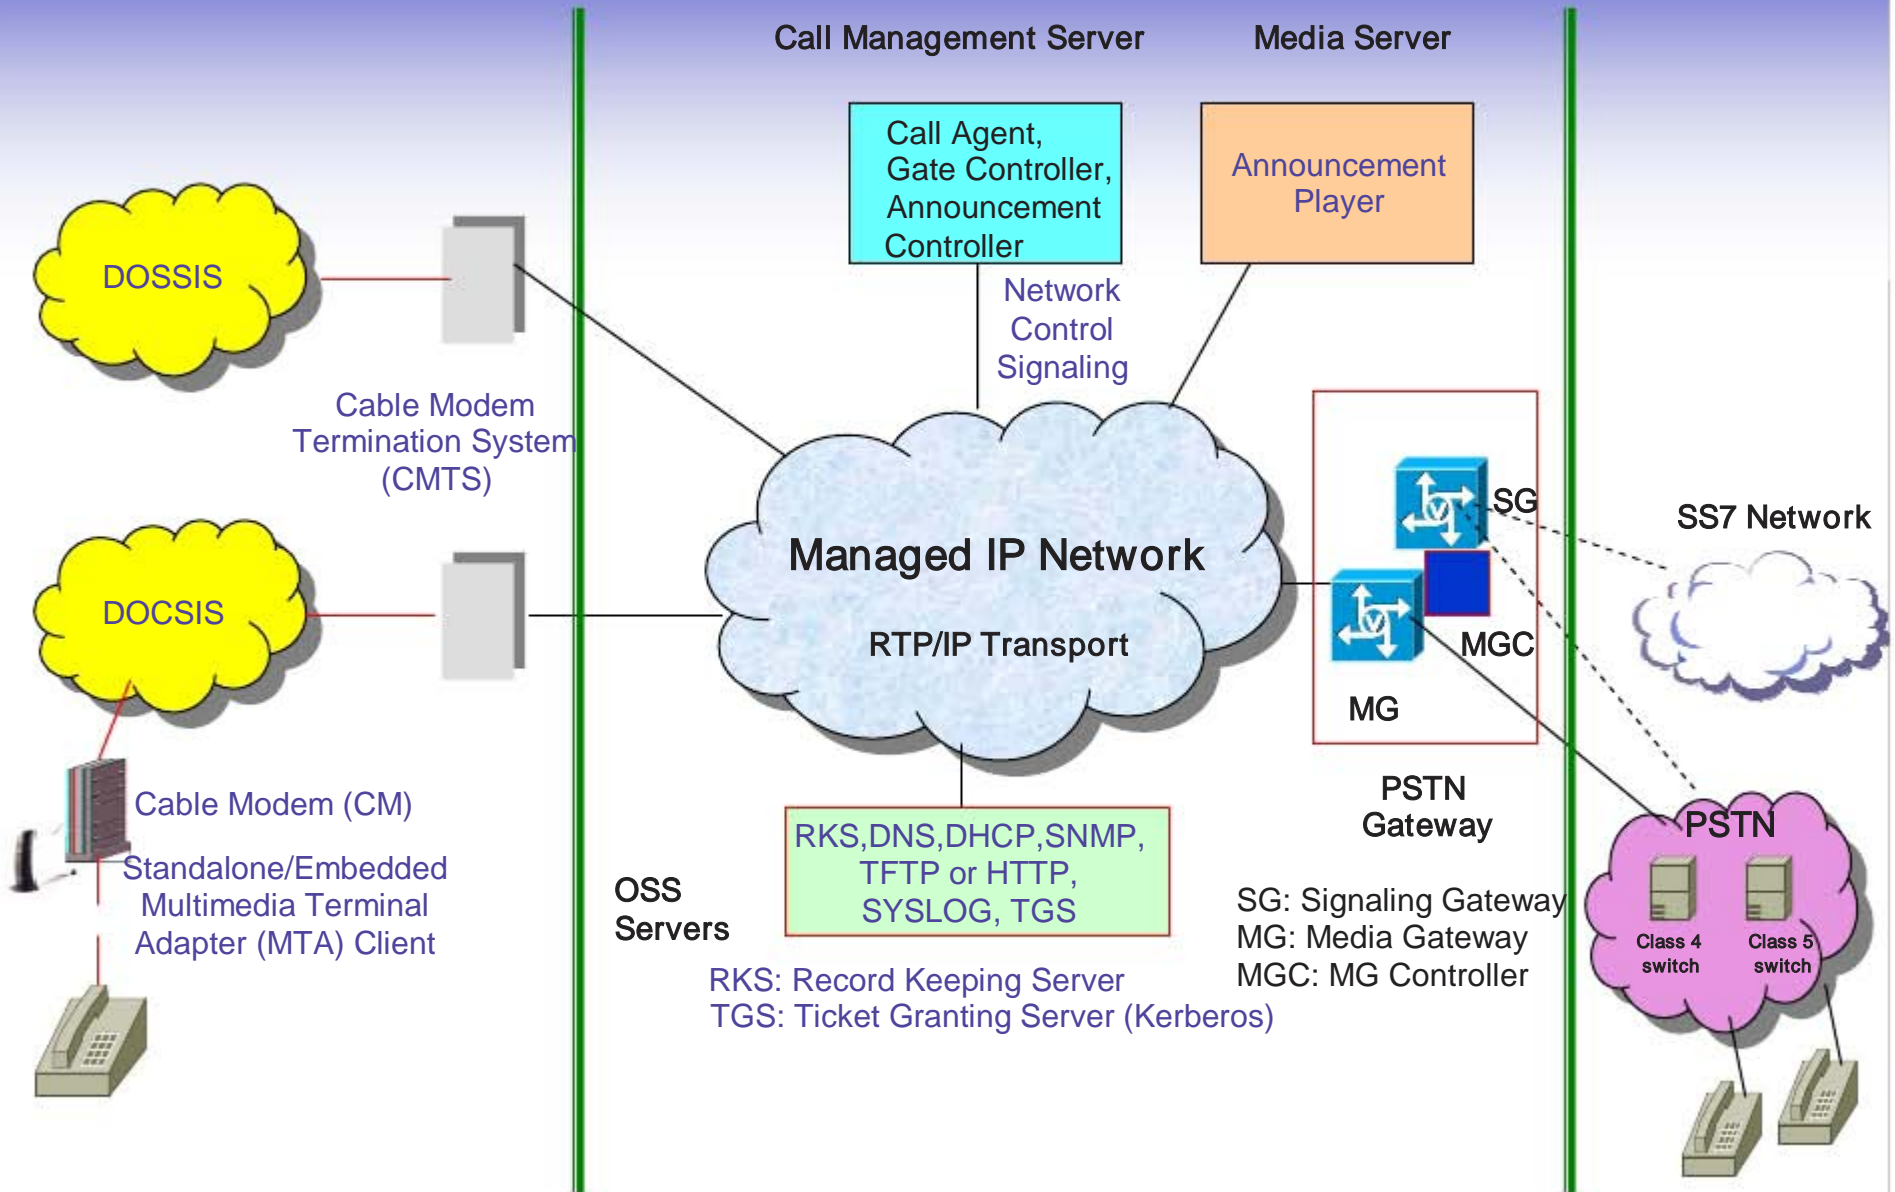 Call Management Server
Media Server
Call Agent,
Gate Controller,
Announcement
Controller
Announcement
Player
DOSSIS
Network
Control
Signaling
Cable Modem
Termination System
(CMTS)
SG
SS7 Network
Managed IP Network
DOCSIS
RTP/IP Transport
MGC
MG
Cable Modem (CM)
PSTN
Gateway
PSTN
Standalone/Embedded
Multimedia Terminal
Adapter (MTA) Client
OSS
Servers
RKS,DNS,DHCP,SNMP,
TFTP or HTTP,
SYSLOG, TGS
SG: Signaling Gateway
MG: Media Gateway
MGC: MG Controller
Class 4
switch
Class 5
switch
RKS: Record Keeping Server
TGS: Ticket Granting Server (Kerberos)